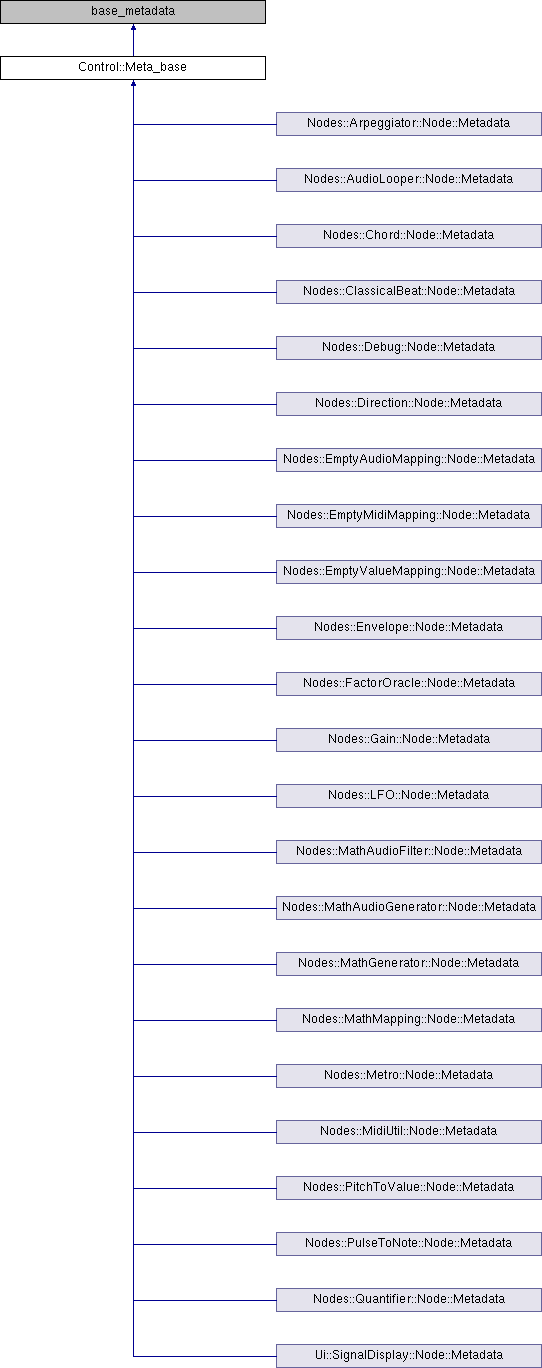 base_metadata
Control::Meta_base
Nodes::Arpeggiator::Node::Metadata
Nodes::AudioLooper::Node::Metadata
Nodes::Chord::Node::Metadata
Nodes::ClassicalBeat::Node::Metadata
Nodes::Debug::Node::Metadata
Nodes::Direction::Node::Metadata
Nodes::EmptyAudioMapping::Node::Metadata
Nodes::EmptyMidiMapping::Node::Metadata
Nodes::EmptyValueMapping::Node::Metadata
Nodes::Envelope::Node::Metadata
Nodes::FactorOracle::Node::Metadata
Nodes::Gain::Node::Metadata
Nodes::LFO::Node::Metadata
Nodes::MathAudioFilter::Node::Metadata
Nodes::MathAudioGenerator::Node::Metadata
Nodes::MathGenerator::Node::Metadata
Nodes::MathMapping::Node::Metadata
Nodes::Metro::Node::Metadata
Nodes::MidiUtil::Node::Metadata
Nodes::PitchToValue::Node::Metadata
Nodes::PulseToNote::Node::Metadata
Nodes::Quantifier::Node::Metadata
Ui::SignalDisplay::Node::Metadata